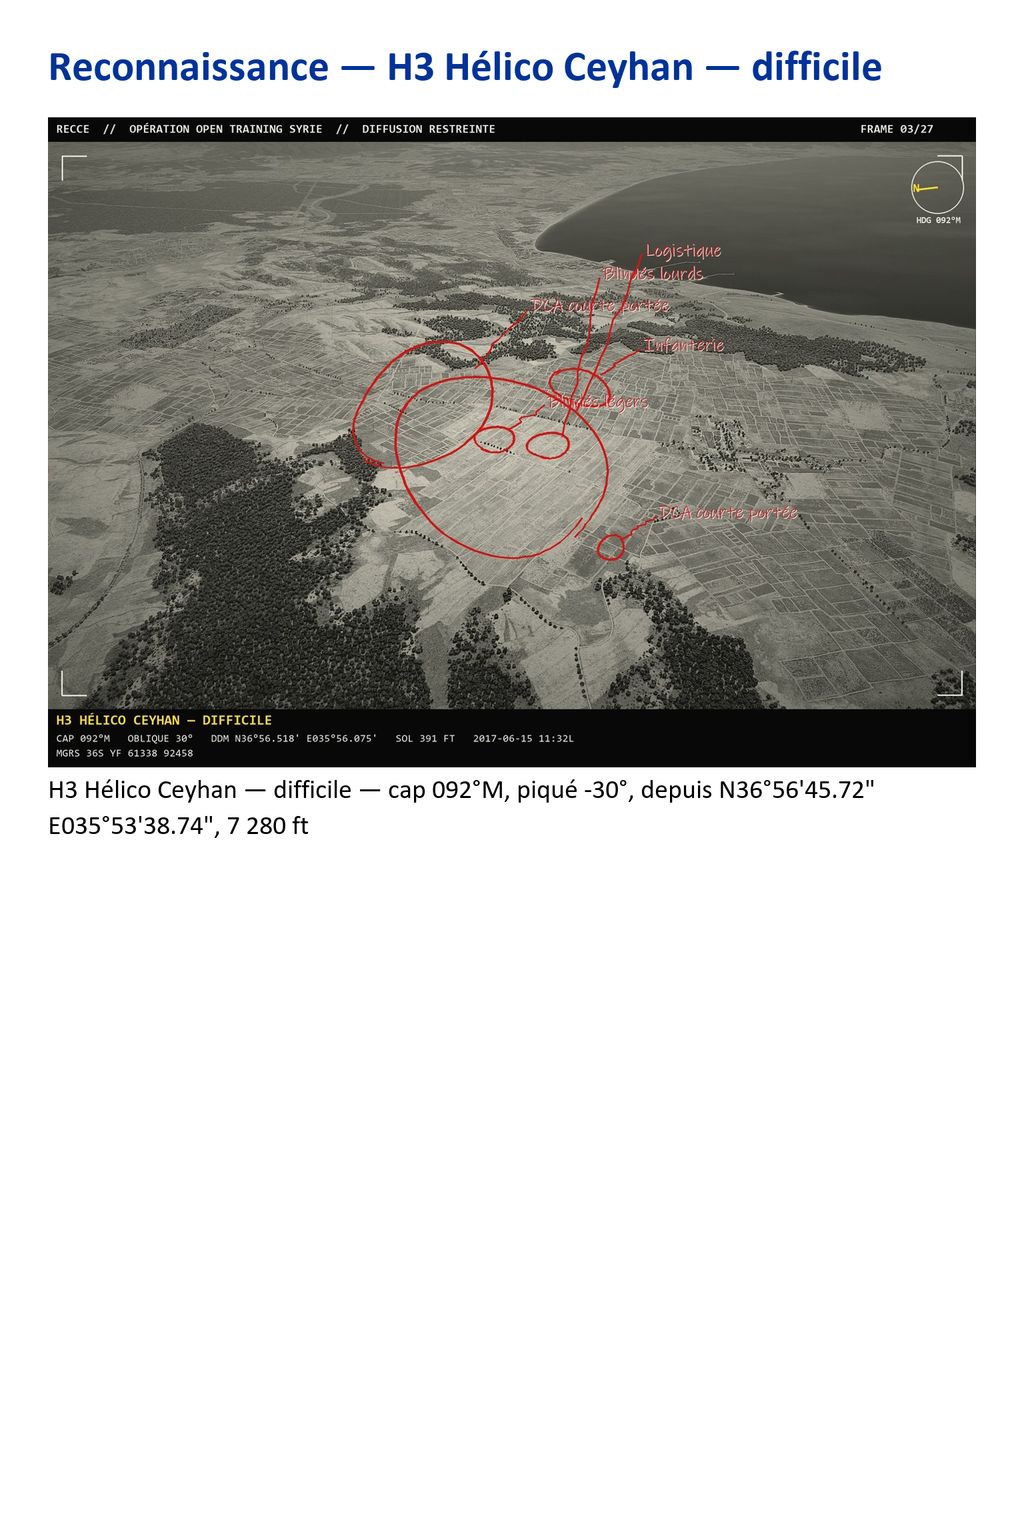 Reconnaissance — H3 Hélico Ceyhan — difficile
RECCE // OPÉRATION OPEN TRAINING SYRIE // DIFFUSION RESTREINTE FRAME 03/27
N
HDG 092°M
Logistique
Blindés lourds
DCA courte portée
Infanterie
Blindés légers
DCA courte portée
H3 HÉLICO CEYHAN — DIFFICILE
CAP 092°M OBLIQUE 30° DDM N36°56.518' E035°56.075' SOL 391 FT 2017-06-15 11:32L
MGRS 36S YF 61338 92458
H3 Hélico Ceyhan — difficile — cap 092°M, piqué -30°, depuis N36°56'45.72"
E035°53'38.74", 7 280 ft